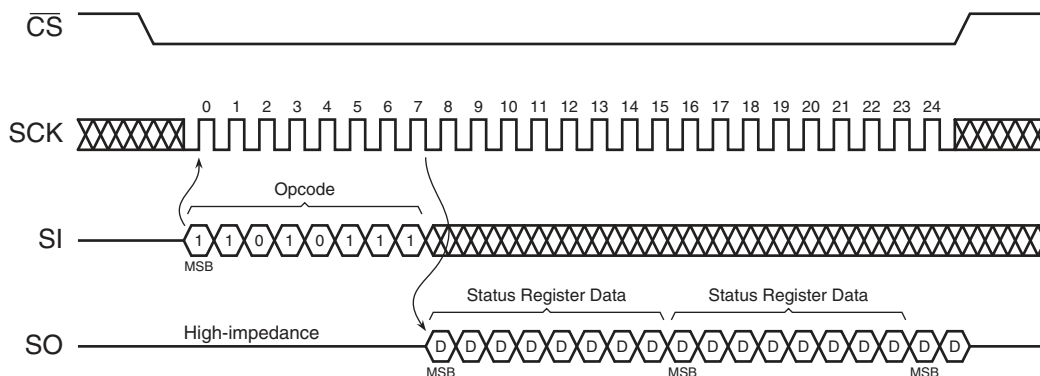 C̅S̅
0 1 2 3 4 5 6 7 8 9 10 11 12 13 14 15 16 17 18 19 20 21 22 23 24
SCK
Opcode
SI 1 1 0 1 0 1 1 1
MSB
Status Register Data Status Register Data
High-impedance
SO D D D D D D D D D D D D D D D D D D
MSB MSB MSB